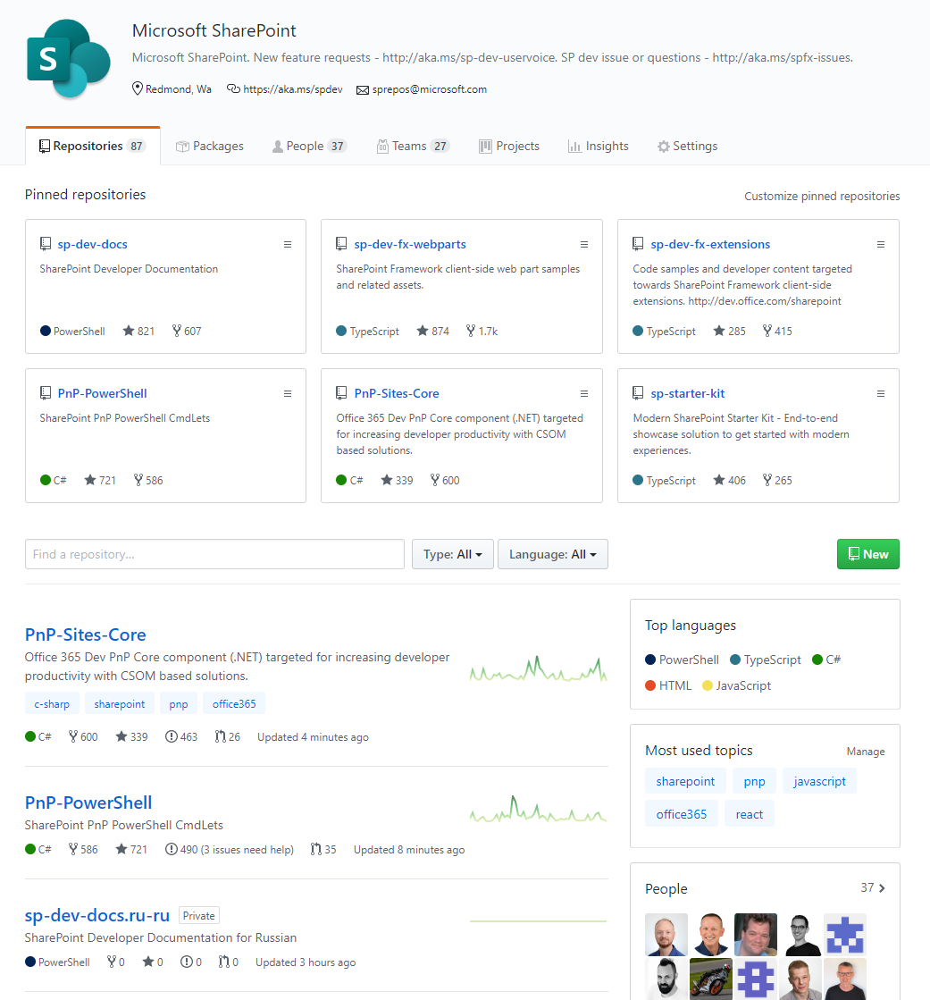 S
Microsoft SharePoint
Microsoft SharePoint. New feature requests - http://aka.ms/sp-dev-uservoice. SP dev issue or questions - http://aka.ms/spfx-issues.
Redmond, Wa https://aka.ms/spdev sprepos@microsoft.com
Repositories 87 Packages People 37 Teams 27 Projects Insights Settings
Pinned repositories Customize pinned repositories
sp-dev-docs
SharePoint Developer Documentation
PowerShell 821 607
sp-dev-fx-webparts
SharePoint Framework client-side web part samples
and related assets.
TypeScript 874 1.7k
sp-dev-fx-extensions
Code samples and developer content targeted
towards SharePoint Framework client-side
extensions. http://dev.office.com/sharepoint
TypeScript 285 415
PnP-PowerShell
SharePoint PnP PowerShell CmdLets
C# 721 586
PnP-Sites-Core
Office 365 Dev PnP Core component (.NET) targeted
for increasing developer productivity with CSOM
based solutions.
C# 339 600
sp-starter-kit
Modern SharePoint Starter Kit - End-to-end
showcase solution to get started with modern
experiences.
TypeScript 406 265
Find a repository... Type: All Language: All New
PnP-Sites-Core
Office 365 Dev PnP Core component (.NET) targeted for increasing developer
productivity with CSOM based solutions.
c-sharp sharepoint pnp office365
C# 600 339 463 26 Updated 4 minutes ago
PnP-PowerShell
SharePoint PnP PowerShell CmdLets
C# 586 721 490 (3 issues need help) 35 Updated 8 minutes ago
sp-dev-docs.ru-ru Private
SharePoint Developer Documentation for Russian
PowerShell 0 0 0 0 Updated 3 hours ago
Top languages
PowerShell TypeScript C#
HTML JavaScript
Most used topics Manage
sharepoint pnp javascript
office365 react
People 37